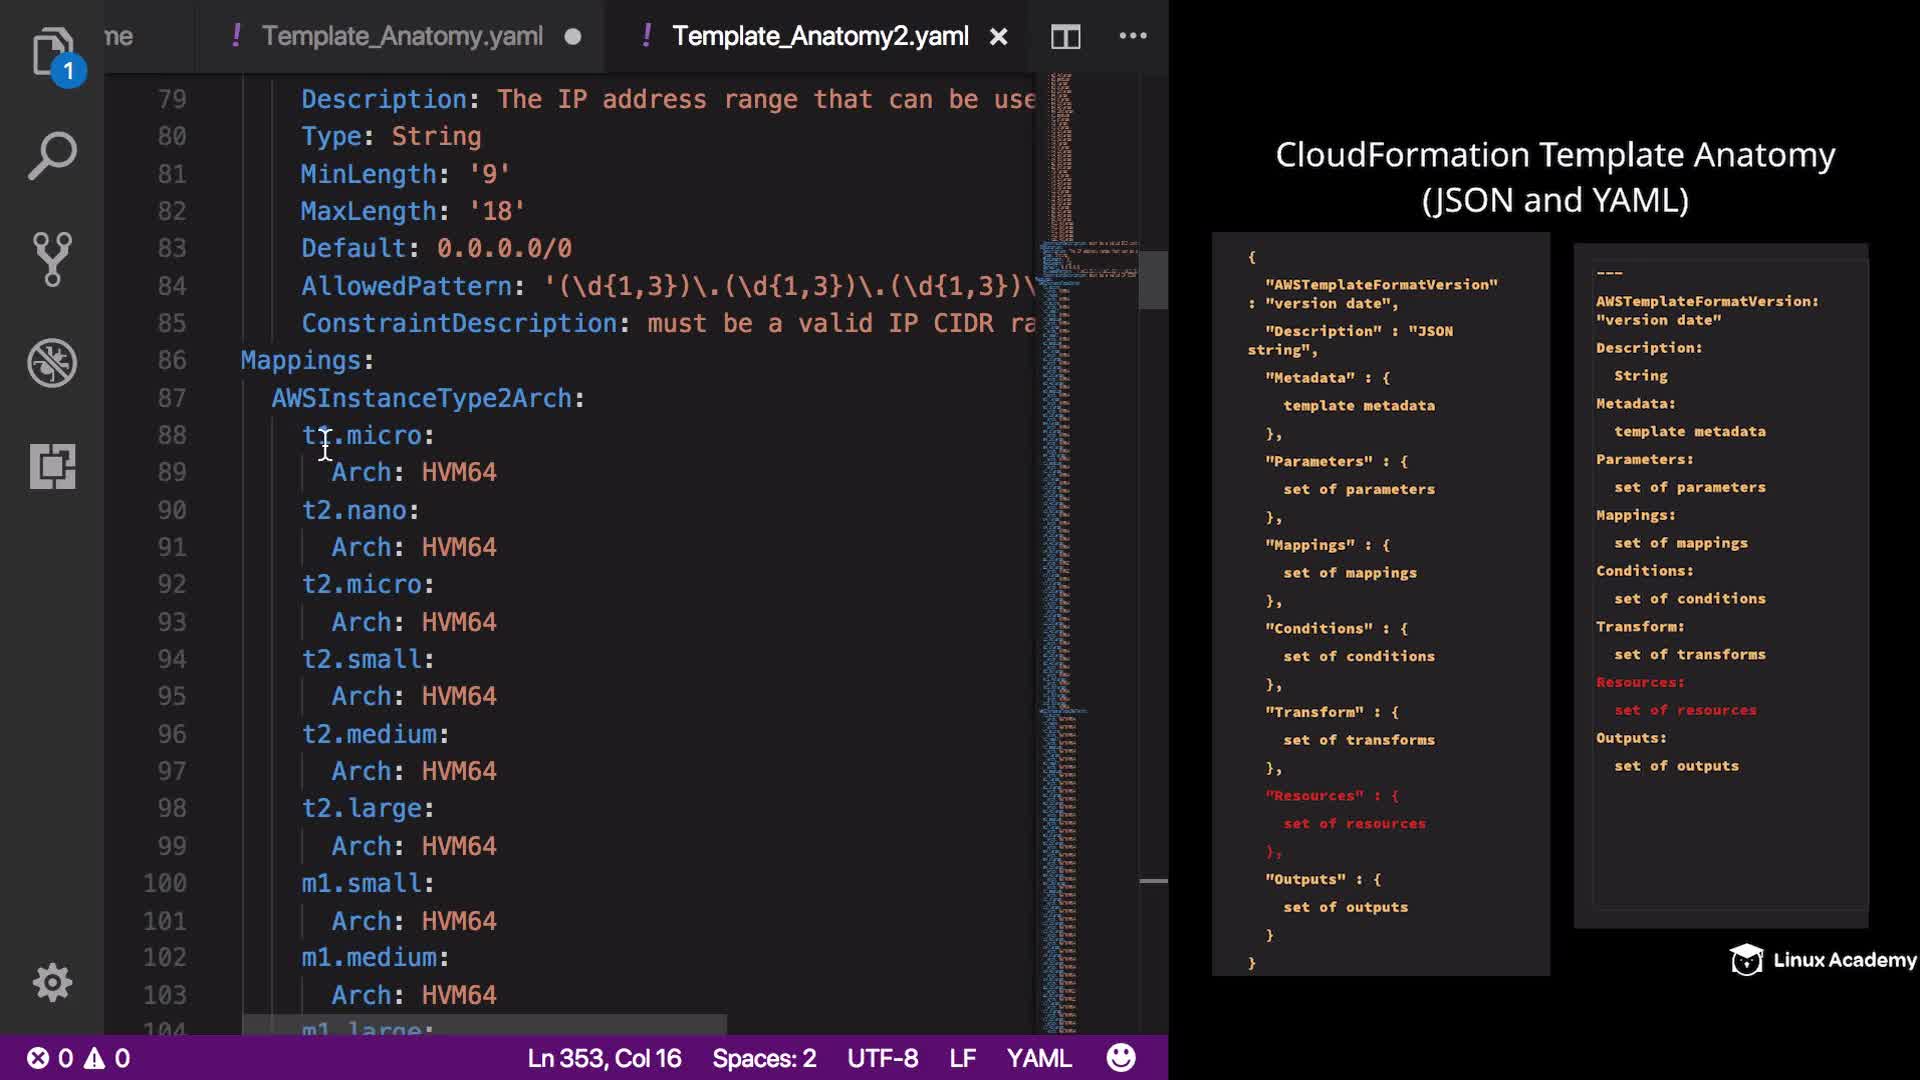 me
! Template_Anatomy.yaml
! Template_Anatomy2.yaml
1
79 Description: The IP address range that can be use
80 Type: String
81 MinLength: '9'
82 MaxLength: '18'
83 Default: 0.0.0.0/0
84 AllowedPattern: '(\d{1,3})\.(\d{1,3})\.(\d{1,3})\
85 ConstraintDescription: must be a valid IP CIDR ra
86 Mappings:
87 AWSInstanceType2Arch:
88 t1.micro:
89 Arch: HVM64
90 t2.nano:
91 Arch: HVM64
92 t2.micro:
93 Arch: HVM64
94 t2.small:
95 Arch: HVM64
96 t2.medium:
97 Arch: HVM64
98 t2.large:
99 Arch: HVM64
100 m1.small:
101 Arch: HVM64
102 m1.medium:
103 Arch: HVM64
104 m1.large:
0 0
Ln 353, Col 16 Spaces: 2 UTF-8 LF YAML
CloudFormation Template Anatomy
(JSON and YAML)
{
"AWSTemplateFormatVersion"
: "version date",
"Description" : "JSON
string",
"Metadata" : {
template metadata
},
"Parameters" : {
set of parameters
},
"Mappings" : {
set of mappings
},
"Conditions" : {
set of conditions
},
"Transform" : {
set of transforms
},
"Resources" : {
set of resources
},
"Outputs" : {
set of outputs
}
}
---
AWSTemplateFormatVersion:
"version date"
Description:
String
Metadata:
template metadata
Parameters:
set of parameters
Mappings:
set of mappings
Conditions:
set of conditions
Transform:
set of transforms
Resources:
set of resources
Outputs:
set of outputs
Linux Academy